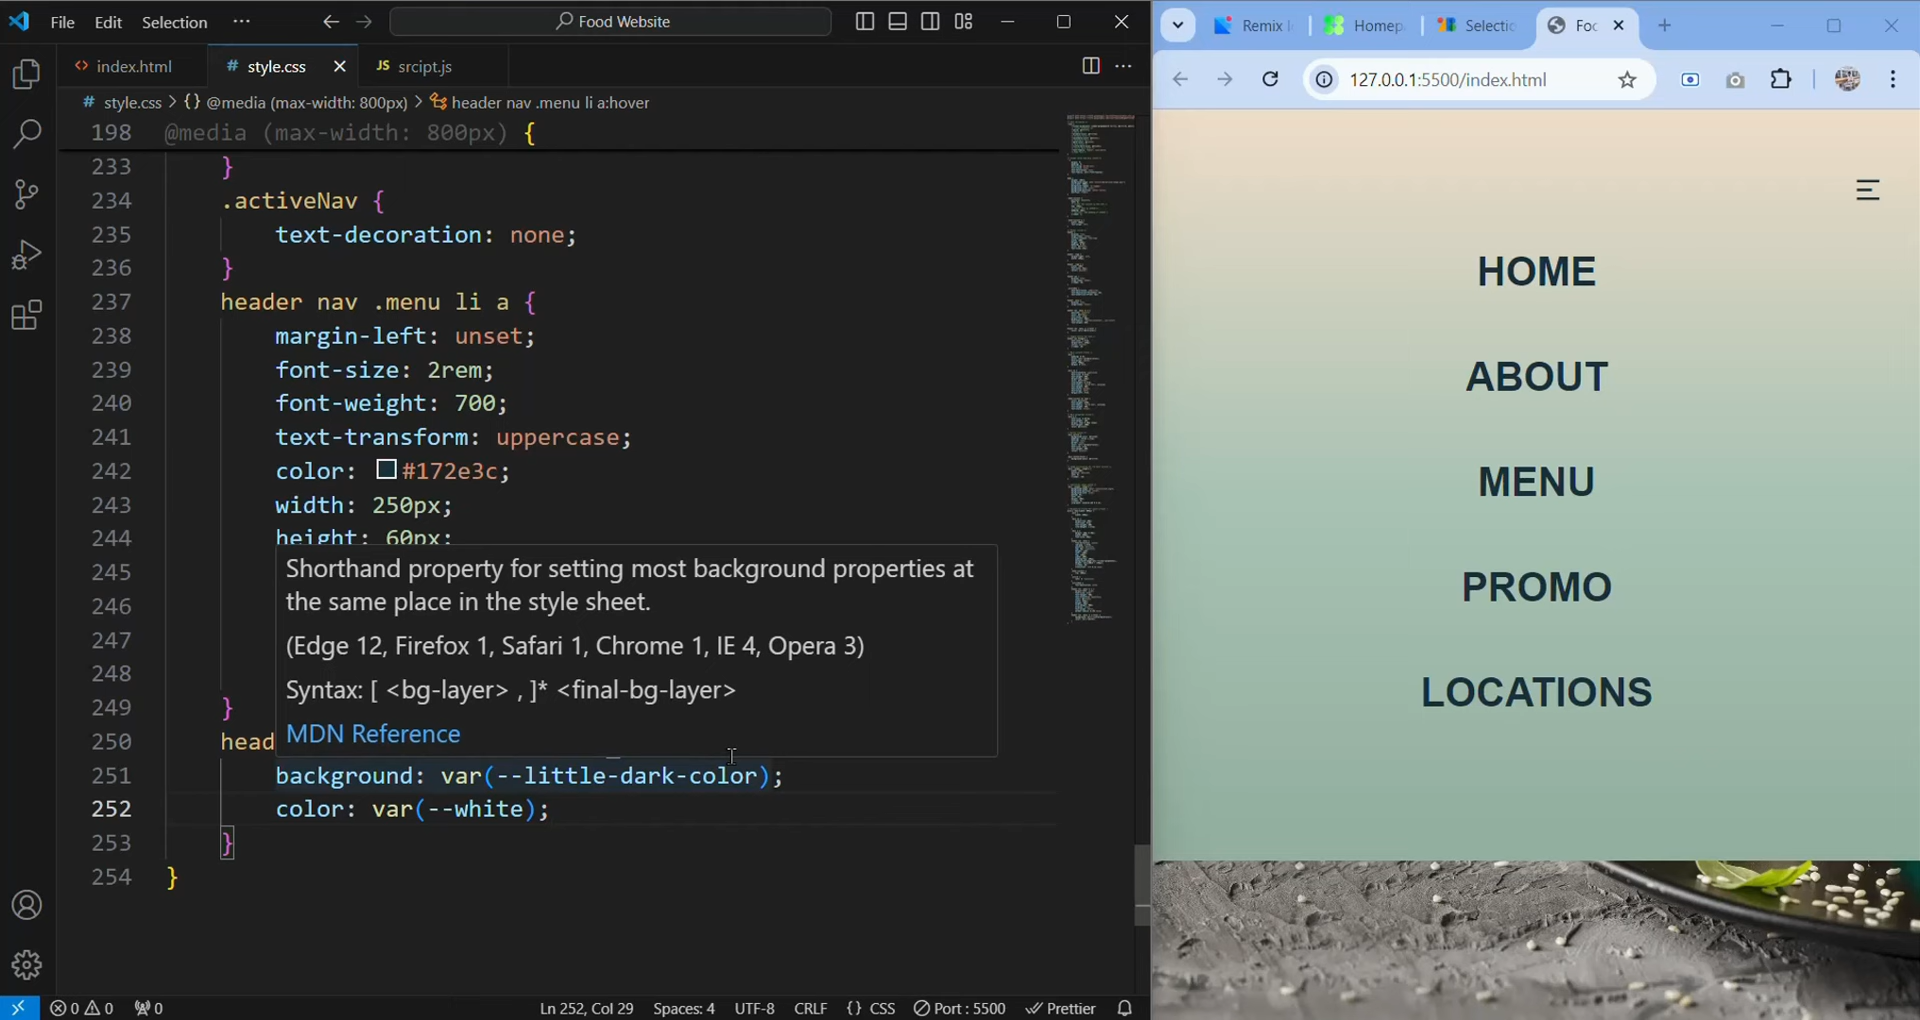 File Edit Selection ···
Food Website
index.html
style.css
JS srcipt.js
# style.css > {} @media (max-width: 800px) > header nav .menu li a:hover
198 @media (max-width: 800px) {
233 }
234 .activeNav {
235 text-decoration: none;
236 }
237 header nav .menu li a {
238 margin-left: unset;
239 font-size: 2rem;
240 font-weight: 700;
241 text-transform: uppercase;
242 color: #172e3c;
243 width: 250px;
244 height: 60px;
245
246
247
248
249 }
250 head
Shorthand property for setting most background properties at
the same place in the style sheet.
(Edge 12, Firefox 1, Safari 1, Chrome 1, IE 4, Opera 3)
Syntax: [ <bg-layer> , ]* <final-bg-layer>
MDN Reference
251 background: var(--little-dark-color);
252 color: var(--white);
253 }
254 }
0 0 0
Ln 252, Col 29 Spaces: 4 UTF-8 CRLF {} CSS Port : 5500 Prettier
Remix Homep Selectio Foo
127.0.0.1:5500/index.html
HOME
ABOUT
MENU
PROMO
LOCATIONS